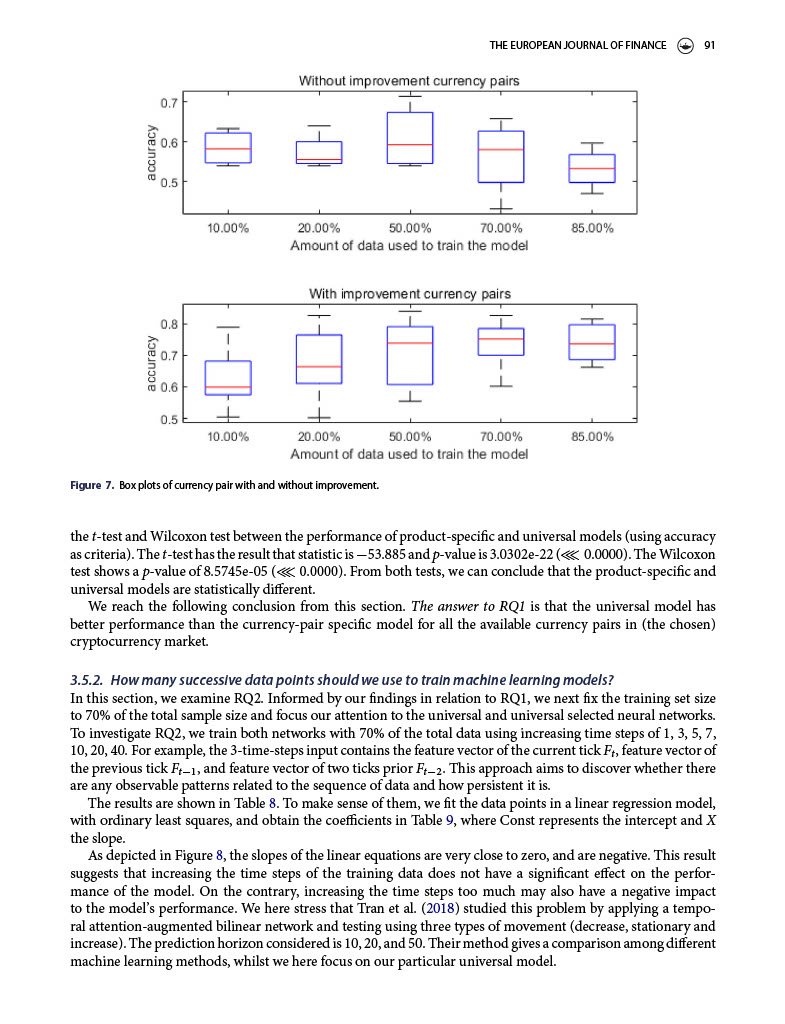 THE EUROPEAN JOURNAL OF FINANCE 91
Without improvement currency pairs
0.7
0.6
0.5
accuracy
10.00% 20.00% 50.00% 70.00% 85.00%
Amount of data used to train the model
With improvement currency pairs
0.8
0.7
0.6
0.5
accuracy
10.00% 20.00% 50.00% 70.00% 85.00%
Amount of data used to train the model
Figure 7. Box plots of currency pair with and without improvement.
the t-test and Wilcoxon test between the performance of product-specific and universal models (using accuracy
as criteria). The t-test has the result that statistic is −53.885 and p-value is 3.0302e-22 (⋘ 0.0000). The Wilcoxon
test shows a p-value of 8.5745e-05 (⋘ 0.0000). From both tests, we can conclude that the product-specific and
universal models are statistically different.
We reach the following conclusion from this section. The answer to RQ1 is that the universal model has
better performance than the currency-pair specific model for all the available currency pairs in (the chosen)
cryptocurrency market.
3.5.2. How many successive data points should we use to train machine learning models?
In this section, we examine RQ2. Informed by our findings in relation to RQ1, we next fix the training set size
to 70% of the total sample size and focus our attention to the universal and universal selected neural networks.
To investigate RQ2, we train both networks with 70% of the total data using increasing time steps of 1, 3, 5, 7,
10, 20, 40. For example, the 3-time-steps input contains the feature vector of the current tick Fₜ, feature vector of
the previous tick Fₜ₋₁, and feature vector of two ticks prior Fₜ₋₂. This approach aims to discover whether there
are any observable patterns related to the sequence of data and how persistent it is.
The results are shown in Table 8. To make sense of them, we fit the data points in a linear regression model,
with ordinary least squares, and obtain the coefficients in Table 9, where Const represents the intercept and X
the slope.
As depicted in Figure 8, the slopes of the linear equations are very close to zero, and are negative. This result
suggests that increasing the time steps of the training data does not have a significant effect on the perfor-
mance of the model. On the contrary, increasing the time steps too much may also have a negative impact
to the model's performance. We here stress that Tran et al. (2018) studied this problem by applying a tempo-
ral attention-augmented bilinear network and testing using three types of movement (decrease, stationary and
increase). The prediction horizon considered is 10, 20, and 50. Their method gives a comparison among different
machine learning methods, whilst we here focus on our particular universal model.